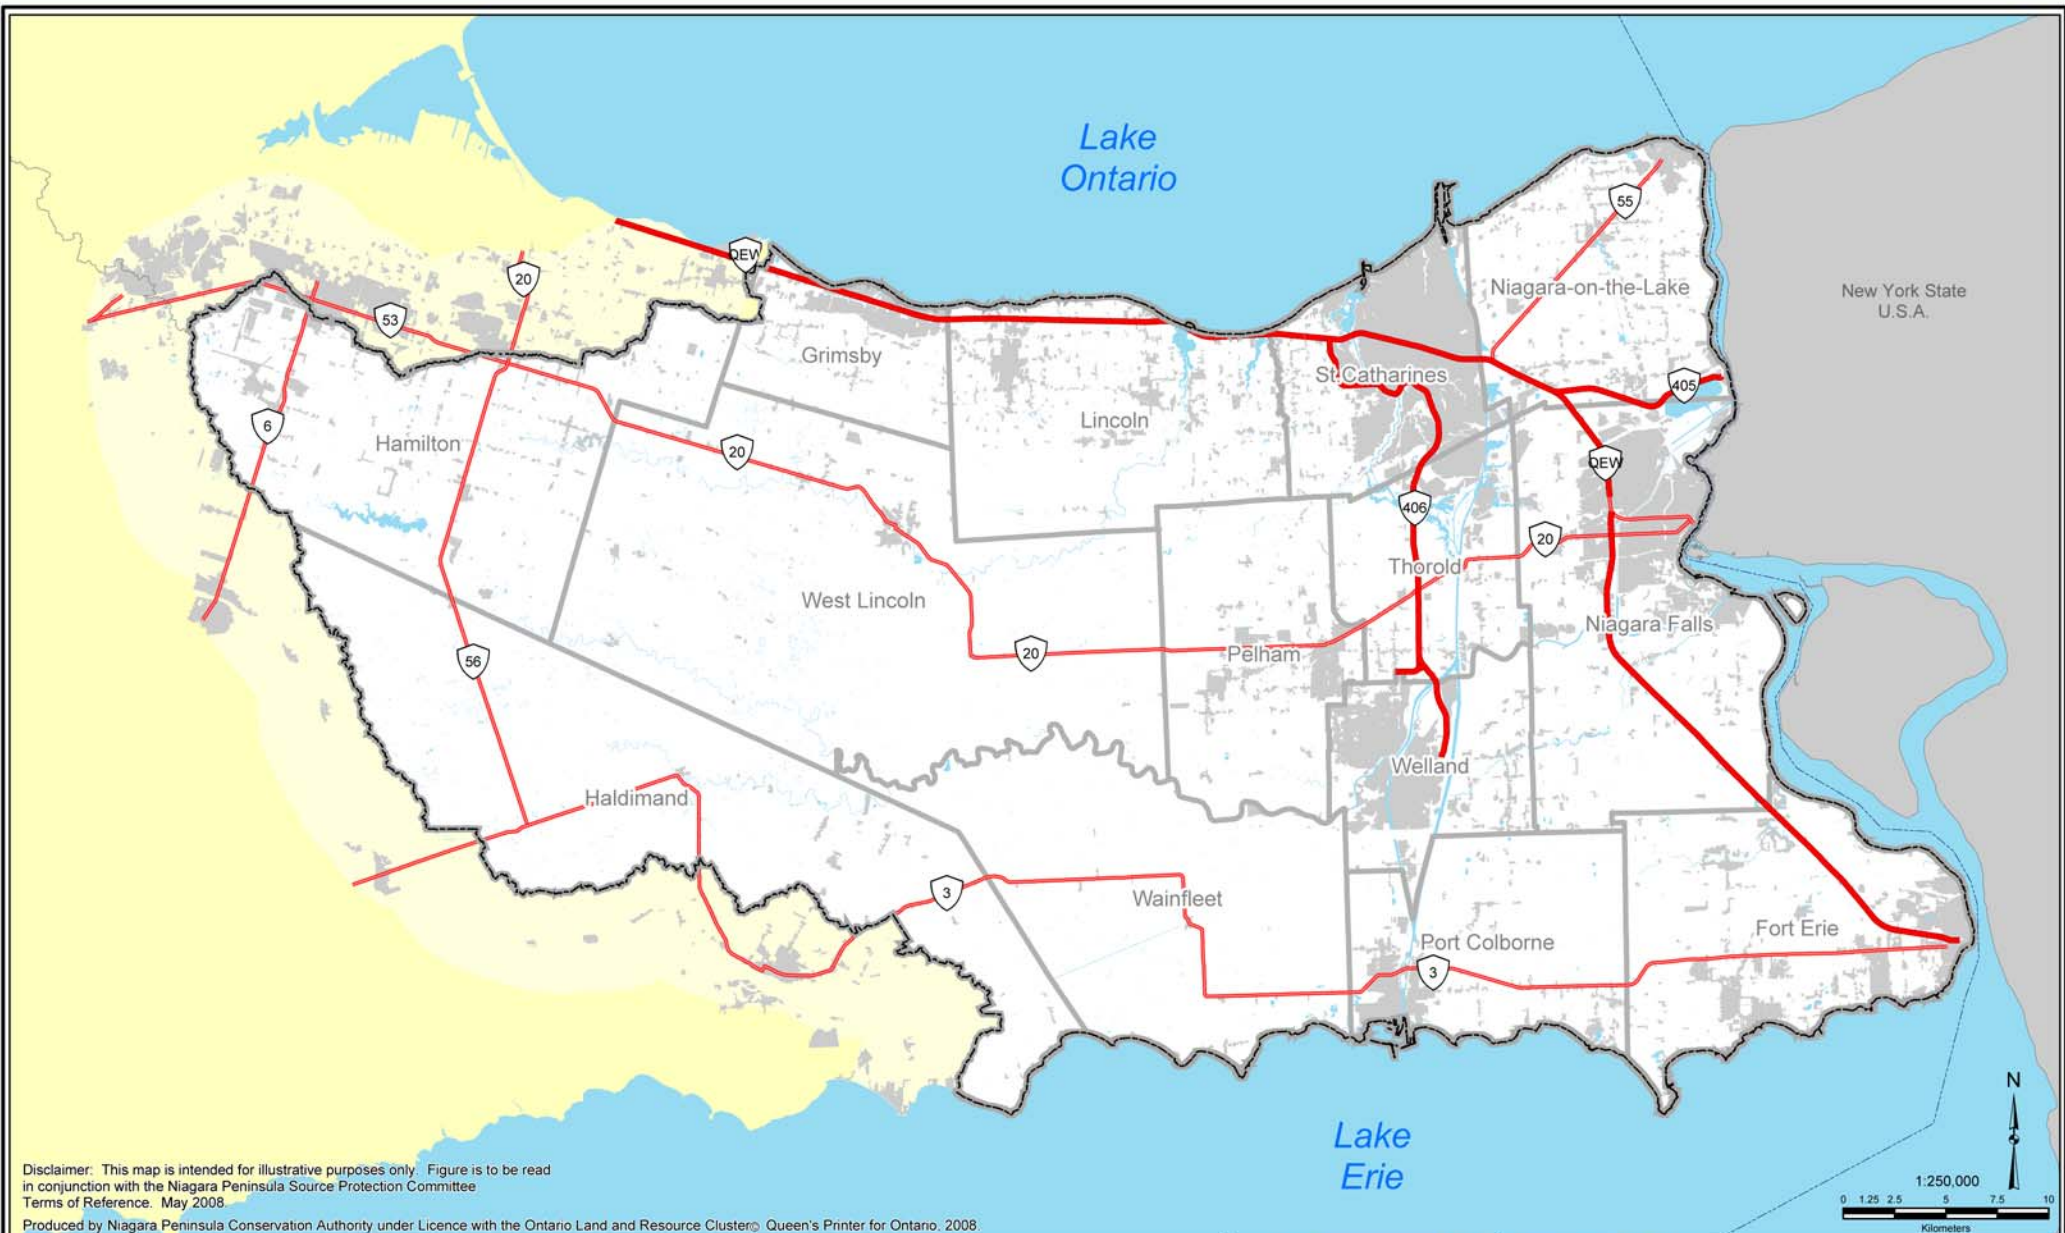 Lake
Ontario
55
QEW
20
Niagara-on-the-Lake
New York State
U.S.A.
53
Grimsby
St.Catharines
405
6
Hamilton
Lincoln
20
QEW
406
20
Thorold
West Lincoln
Niagara Falls
20
Pelham
56
Welland
Haldimand
3
Wainfleet
Fort Erie
Port Colborne
3
N
Lake
Erie
Disclaimer: This map is intended for illustrative purposes only. Figure is to be read
in conjunction with the Niagara Peninsula Source Protection Committee
Terms of Reference. May 2008.
1:250,000
0 1.25 2.5 5 7.5 10
Kilometers
Produced by Niagara Peninsula Conservation Authority under Licence with the Ontario Land and Resource Cluster© Queen's Printer for Ontario, 2008